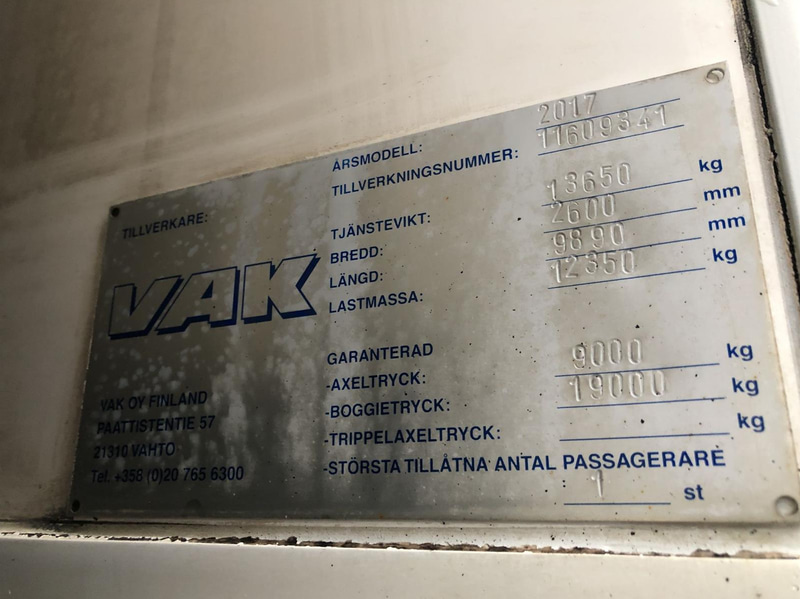 TILLVERKARE:
VAK
VAK OY FINLAND
PAATTISTENTIE 57
21310 VAHTO
Tel. +358 (0)20 765 6300
ÅRSMODELL: 2017
TILLVERKNINGSNUMMER: 11609341
TJÄNSTEVIKT: 13650 kg
BREDD: 2600 mm
LÄNGD: 9890 mm
LASTMASSA: 12350 kg
GARANTERAD
-AXELTRYCK: 9000 kg
-BOGGIETRYCK: 19000 kg
-TRIPPELAXELTRYCK: kg
-STÖRSTA TILLÅTNA ANTAL PASSAGERARE
1 st